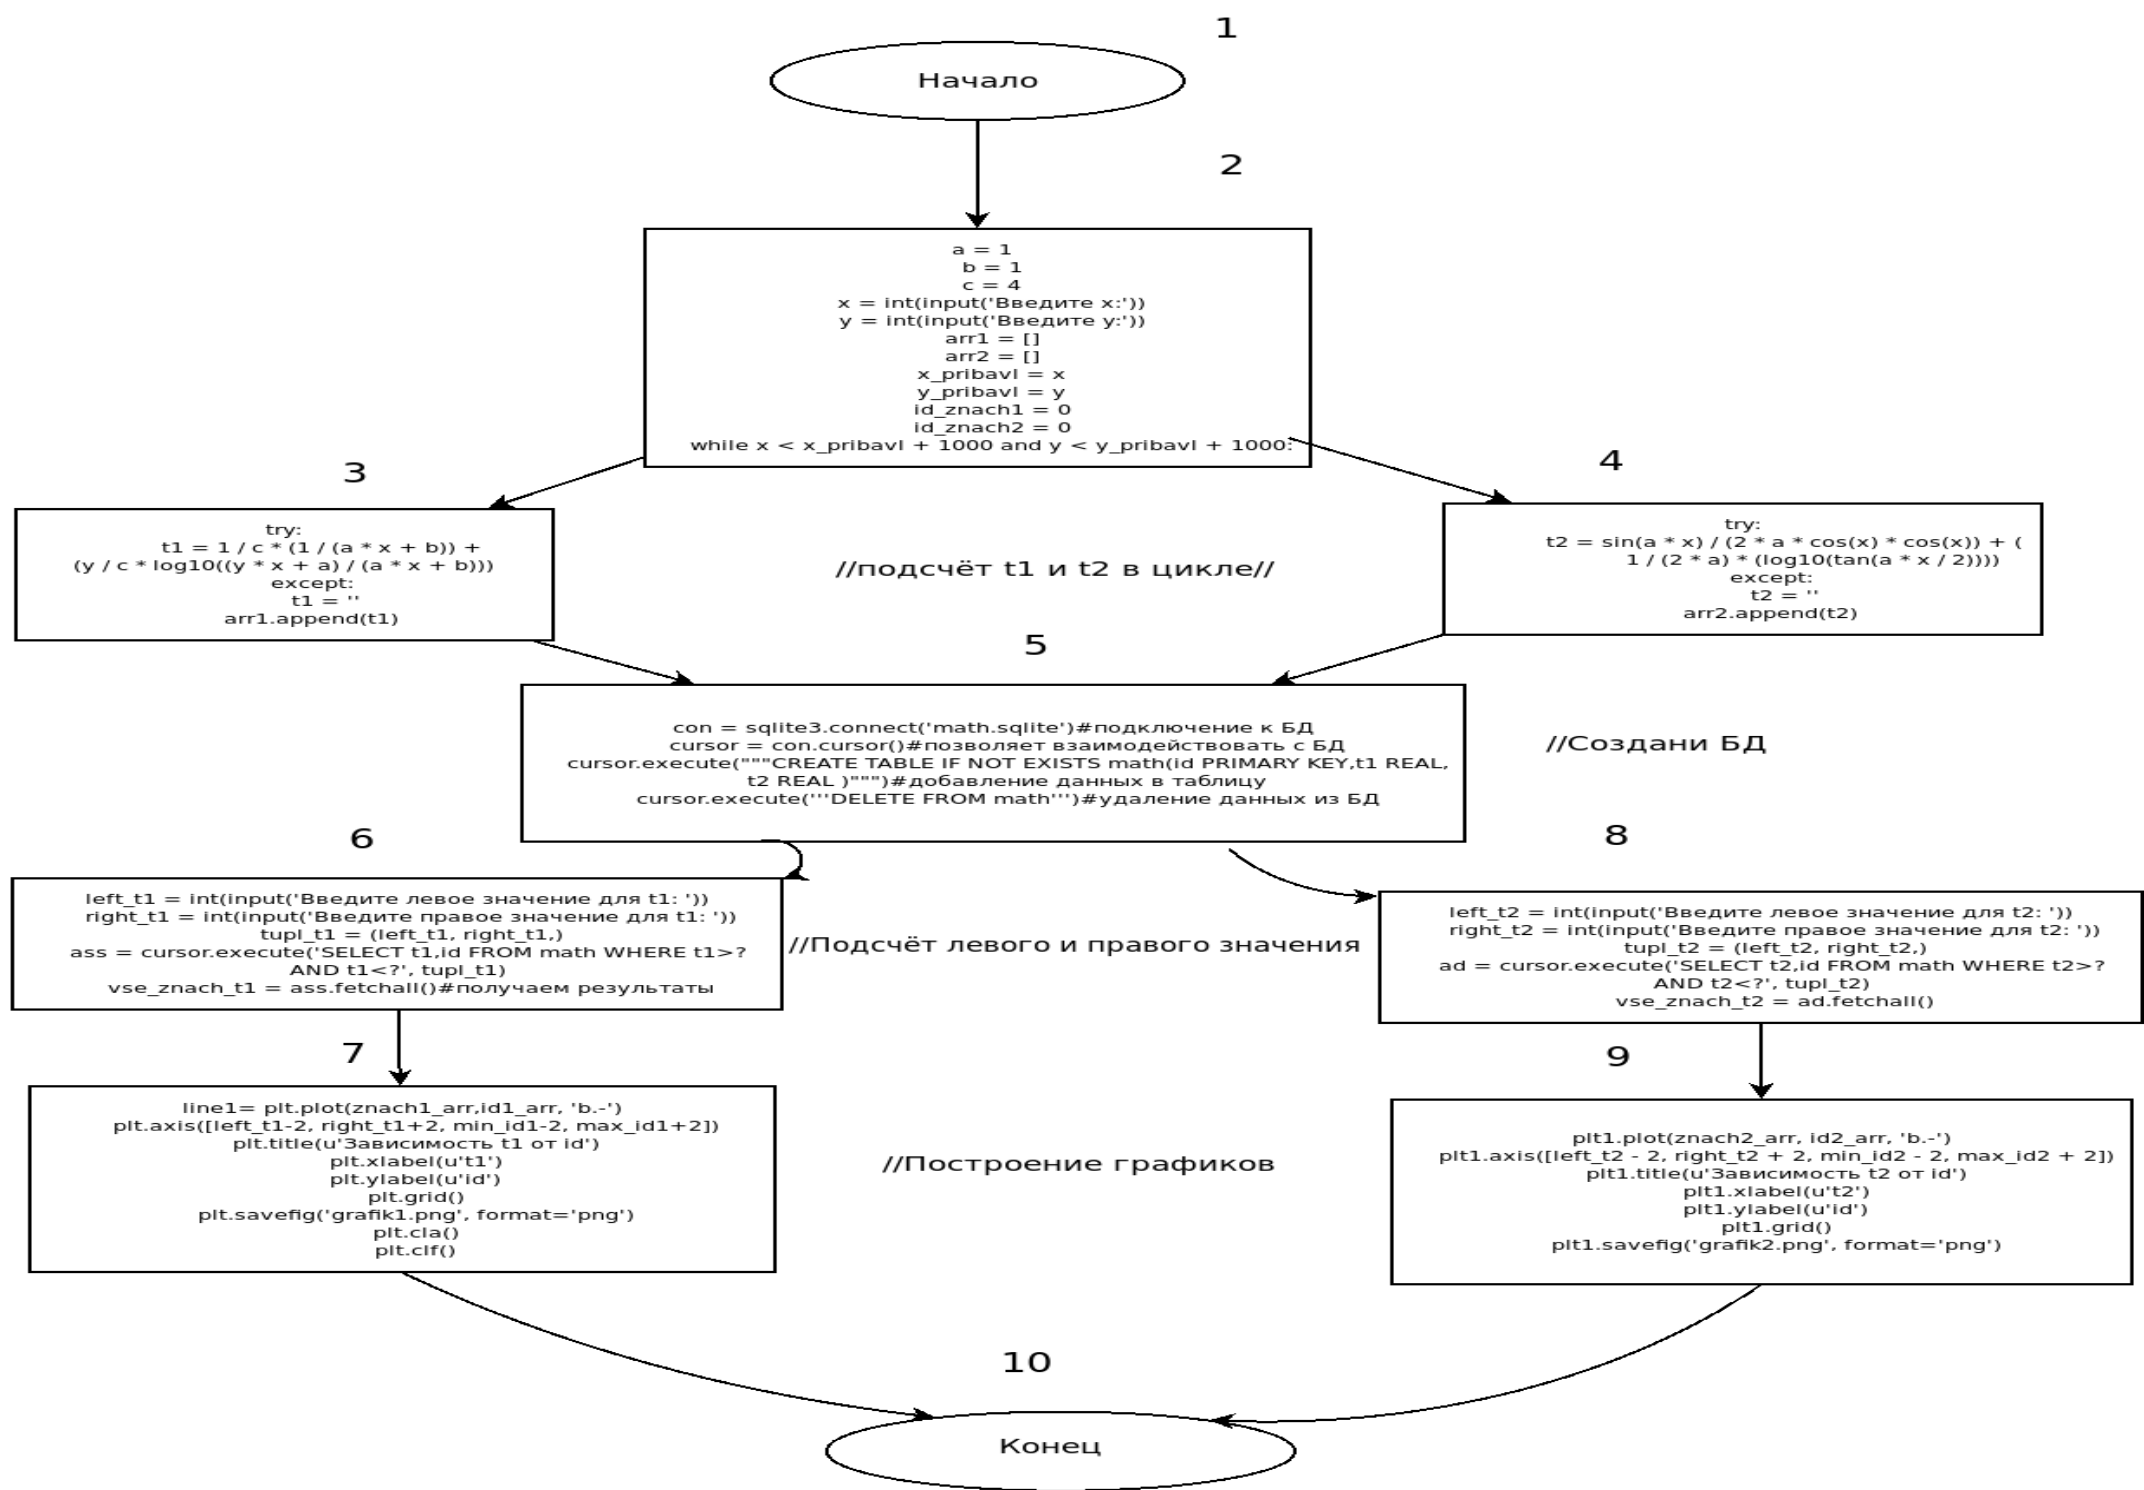 1
Начало
2
a = 1
b = 1
c = 4
x = int(input('Введите x:'))
y = int(input('Введите y:'))
arr1 = []
arr2 = []
x_pribavl = x
y_pribavl = y
id_znach1 = 0
id_znach2 = 0
while x < x_pribavl + 1000 and y < y_pribavl + 1000:
3
try:
t1 = 1 / c * (1 / (a * x + b)) +
(y / c * log10((y * x + a) / (a * x + b)))
except:
t1 = ''
arr1.append(t1)
//подсчёт t1 и t2 в цикле//
4
try:
t2 = sin(a * x) / (2 * a * cos(x) * cos(x)) + (
1 / (2 * a) * (log10(tan(a * x / 2))))
except:
t2 = ''
arr2.append(t2)
5
con = sqlite3.connect('math.sqlite')#подключение к БД
cursor = con.cursor()#позволяет взаимодействовать с БД
cursor.execute("""CREATE TABLE IF NOT EXISTS math(id PRIMARY KEY,t1 REAL,
t2 REAL )""")#добавление данных в таблицу
cursor.execute('''DELETE FROM math''')#удаление данных из БД
//Создани БД
6
left_t1 = int(input('Введите левое значение для t1: '))
right_t1 = int(input('Введите правое значение для t1: '))
tupl_t1 = (left_t1, right_t1,)
ass = cursor.execute('SELECT t1,id FROM math WHERE t1>?
AND t1<?', tupl_t1)
vse_znach_t1 = ass.fetchall()#получаем результаты
//Подсчёт левого и правого значения
8
left_t2 = int(input('Введите левое значение для t2: '))
right_t2 = int(input('Введите правое значение для t2: '))
tupl_t2 = (left_t2, right_t2,)
ad = cursor.execute('SELECT t2,id FROM math WHERE t2>?
AND t2<?', tupl_t2)
vse_znach_t2 = ad.fetchall()
7
line1= plt.plot(znach1_arr,id1_arr, 'b.-')
plt.axis([left_t1-2, right_t1+2, min_id1-2, max_id1+2])
plt.title(u'Зависимость t1 от id')
plt.xlabel(u't1')
plt.ylabel(u'id')
plt.grid()
plt.savefig('grafik1.png', format='png')
plt.cla()
plt.clf()
//Построение графиков
9
plt1.plot(znach2_arr, id2_arr, 'b.-')
plt1.axis([left_t2 - 2, right_t2 + 2, min_id2 - 2, max_id2 + 2])
plt1.title(u'Зависимость t2 от id')
plt1.xlabel(u't2')
plt1.ylabel(u'id')
plt1.grid()
plt1.savefig('grafik2.png', format='png')
10
Конец